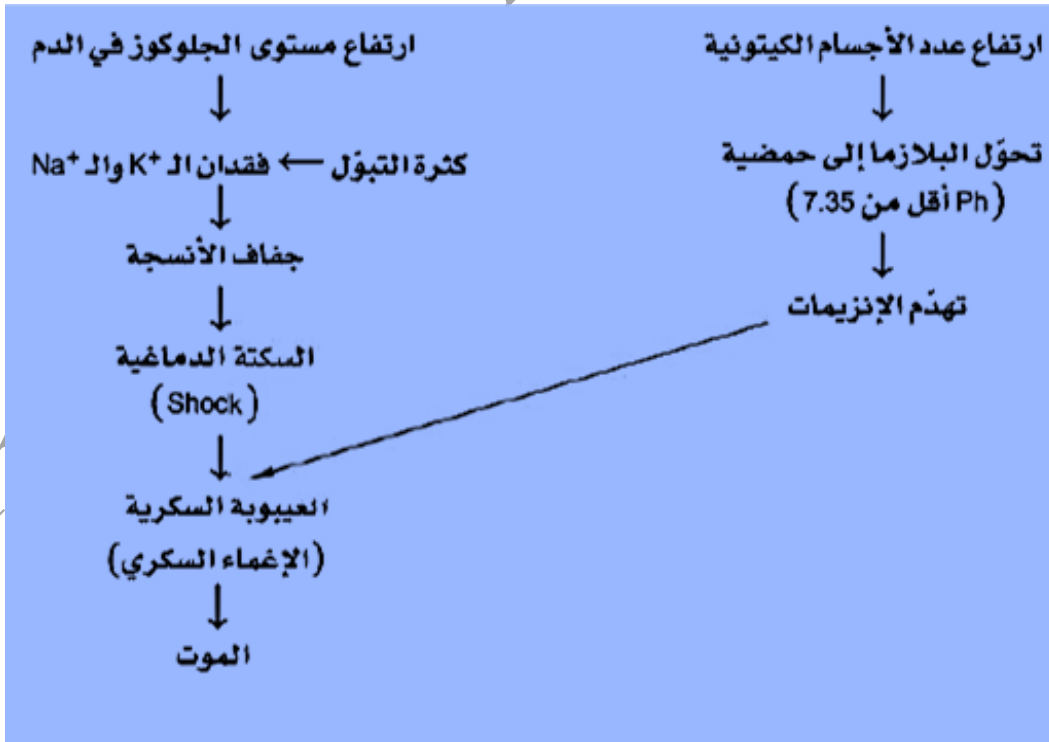 ارتفاع عدد الأجسام الكيتونية
تحوّل البلازما إلى حمضية
(Ph أقل من 7.35)
تهدّم الإنزيمات
ارتفاع مستوى الجلوكوز في الدم
كثرة التبوّل ← فقدان الـ K⁺ والـ Na⁺
جفاف الأنسجة
السكتة الدماغية
(Shock)
العيبوبة السكرية
(الإغماء السكري)
الموت